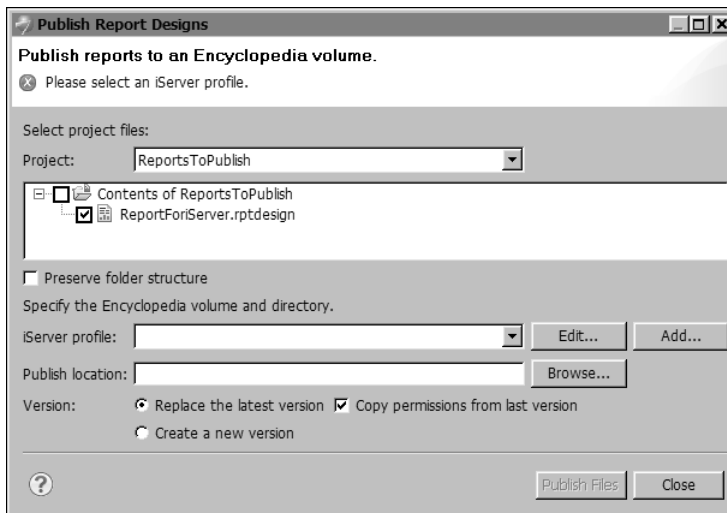 Publish Report Designs
Publish reports to an Encyclopedia volume.
Please select an iServer profile.
Select project files:
Project: ReportsToPublish
Contents of ReportsToPublish
ReportForiServer.rptdesign
Preserve folder structure
Specify the Encyclopedia volume and directory.
iServer profile: Edit... Add...
Publish location: Browse...
Version: Replace the latest version Copy permissions from last version
Create a new version
? Publish Files Close